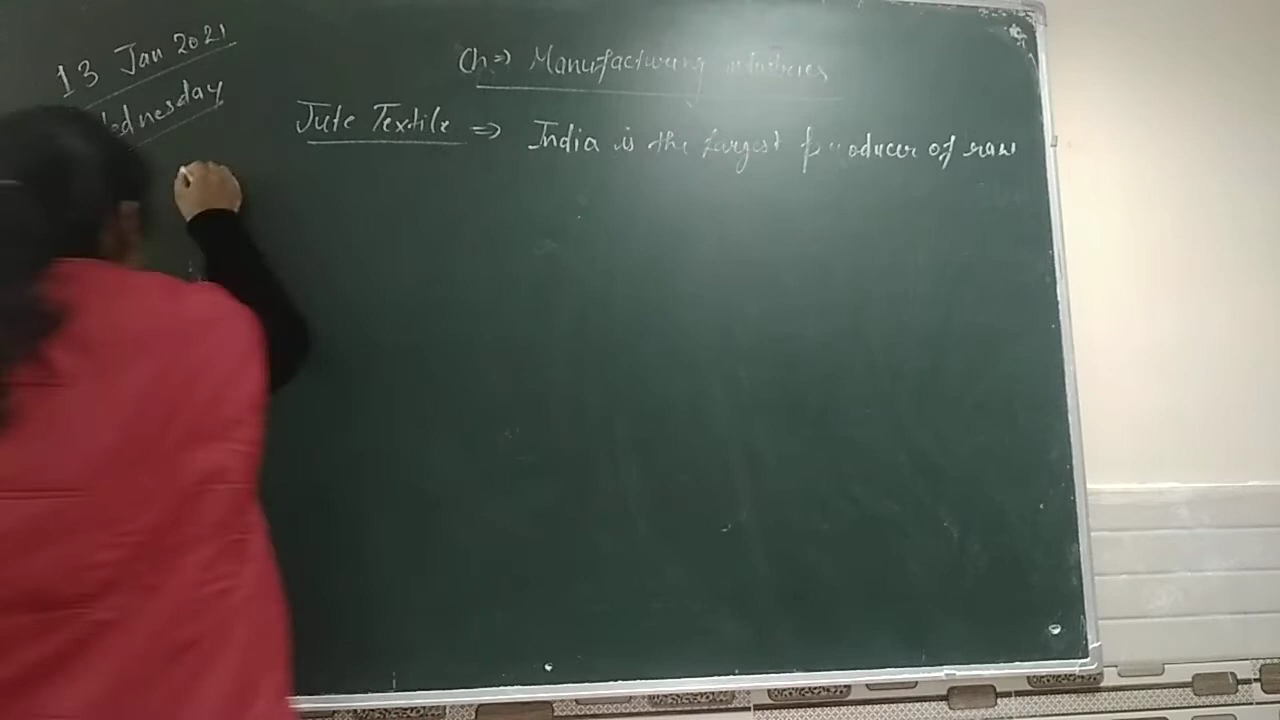 13 Jan 2021
Wednesday
Ch⇒ Manufacturing industries
Jute Textile ⇒ India is the largest producer of raw